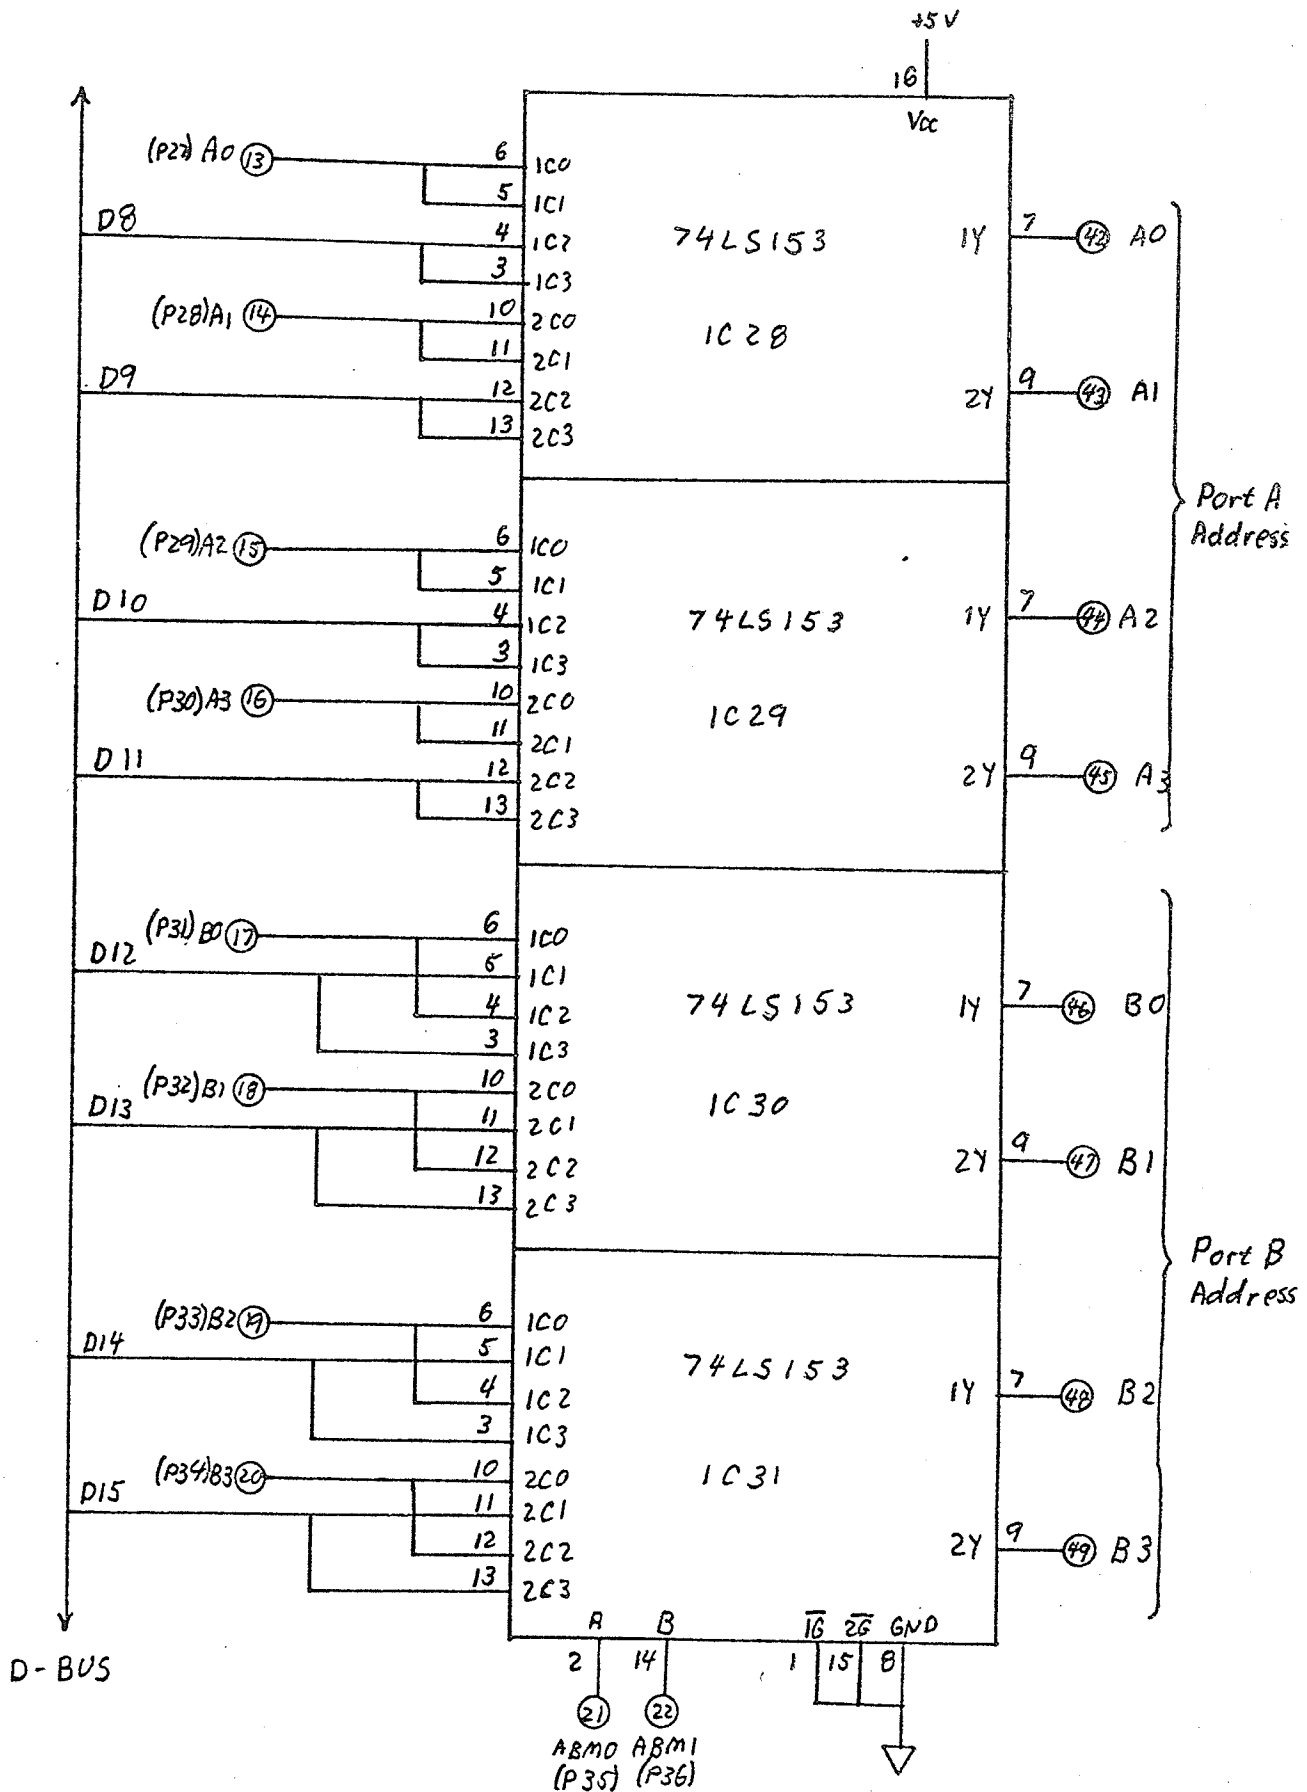 +5V
16
Vcc
(P27) A0 13 6 1C0
5 1C1
D8 4 1C2
3 1C3
(P28)A1 14 10 2C0
11 2C1
D9 12 2C2
13 2C3
74LS153
1C28
1Y 7 42 A0
2Y 9 43 A1
(P29)A2 15 6 1C0
5 1C1
D10 4 1C2
3 1C3
(P30)A3 16 10 2C0
11 2C1
D11 12 2C2
13 2C3
74LS153
1C29
1Y 7 44 A2
2Y 9 45 A3
Port A
Address
(P31)B0 17 6 1C0
D12 5 1C1
4 1C2
3 1C3
(P32)B1 18 10 2C0
D13 11 2C1
12 2C2
13 2C3
74LS153
1C30
1Y 7 46 B0
2Y 9 47 B1
(P33)B2 19 6 1C0
D14 5 1C1
4 1C2
3 1C3
(P34)B3 20 10 2C0
D15 11 2C1
12 2C2
13 2C3
74LS153
1C31
1Y 7 48 B2
2Y 9 49 B3
Port B
Address
A B 1G 2G GND
2 14 1 15 8
D-BUS
21 22
ABM0 ABM1
(P35) (P36)